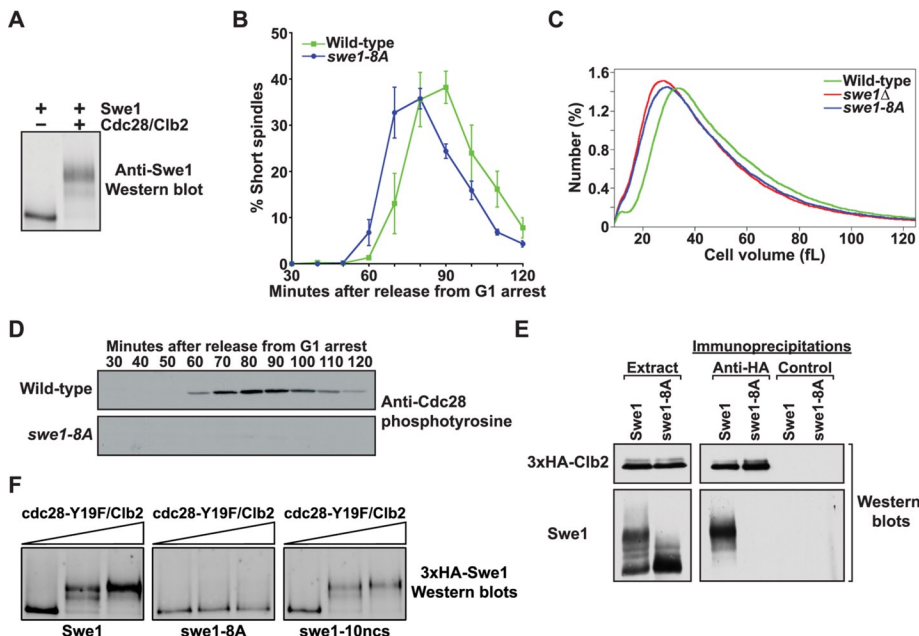 A
+ + Swe1
– + Cdc28/Clb2
Anti-Swe1
Western blot
B
Wild-type
swe1-8A
% Short spindles
50
40
30
20
10
0
30 60 90 120
Minutes after release from G1 arrest
C
Wild-type
swe1Δ
swe1-8A
Number (%)
1.6
1.2
0.8
0.4
0
20 40 60 80 100 120
Cell volume (fL)
D
Minutes after release from G1 arrest
30 40 50 60 70 80 90 100 110 120
Wild-type
swe1-8A
Anti-Cdc28
phosphotyrosine
E
Immunoprecipitations
Extract Anti-HA Control
Swe1 swe1-8A Swe1 swe1-8A Swe1 swe1-8A
3xHA-Clb2
Swe1
Western
blots
F
cdc28-Y19F/Clb2 cdc28-Y19F/Clb2 cdc28-Y19F/Clb2
3xHA-Swe1
Western blots
Swe1 swe1-8A swe1-10ncs